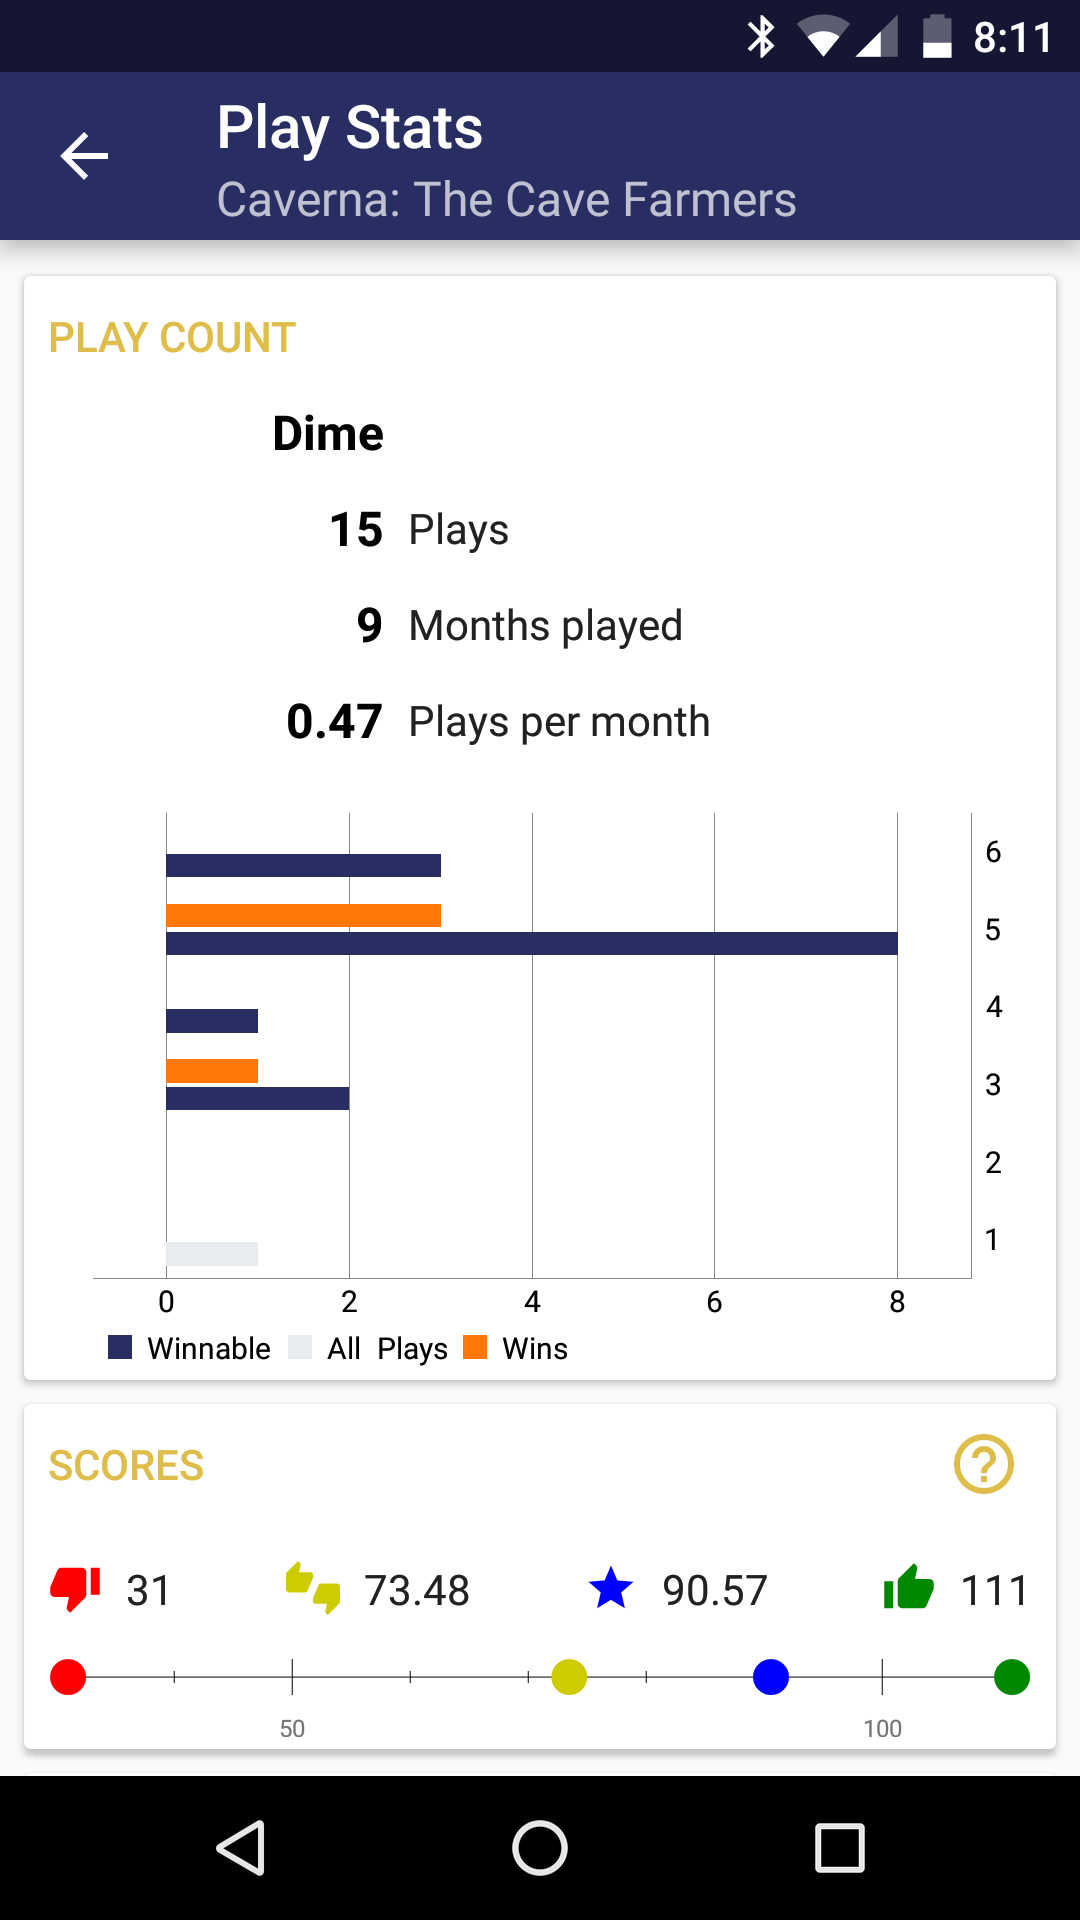 8:11
Play Stats
Caverna: The Cave Farmers
PLAY COUNT
Dime
15 Plays
9 Months played
0.47 Plays per month
6
5
4
3
2
1
0 2 4 6 8
Winnable All Plays Wins
SCORES
31 73.48 90.57 111
50 100